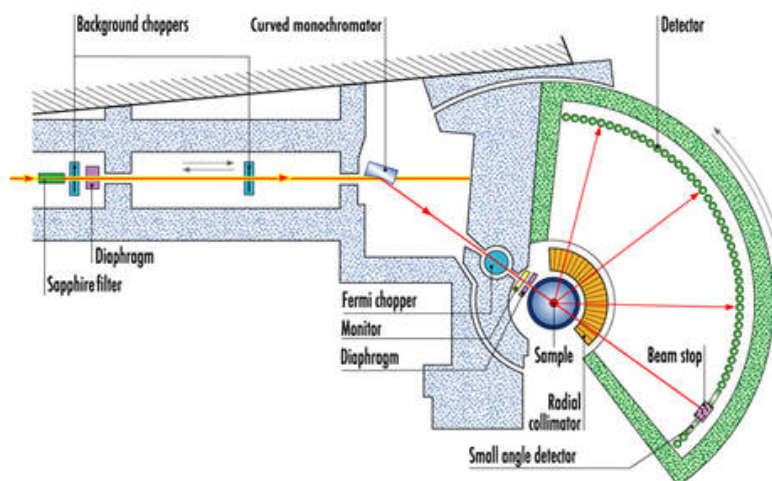 Background choppers
Curved monochromator
Detector
Diaphragm
Sapphire filter
Fermi chopper
Monitor
Diaphragm
Sample
Beam stop
Radial
collimator
Small angle detector